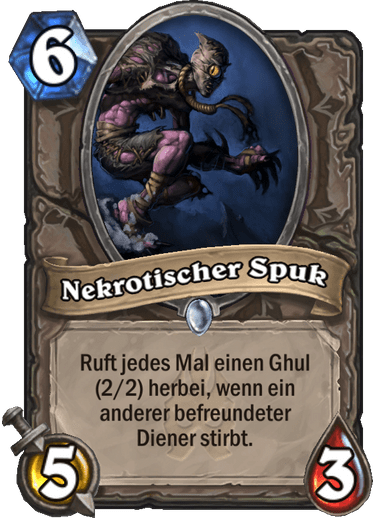 6
Nekrotischer Spuk
Ruft jedes Mal einen Ghul
(2/2) herbei, wenn ein
anderer befreundeter
Diener stirbt.
5
3